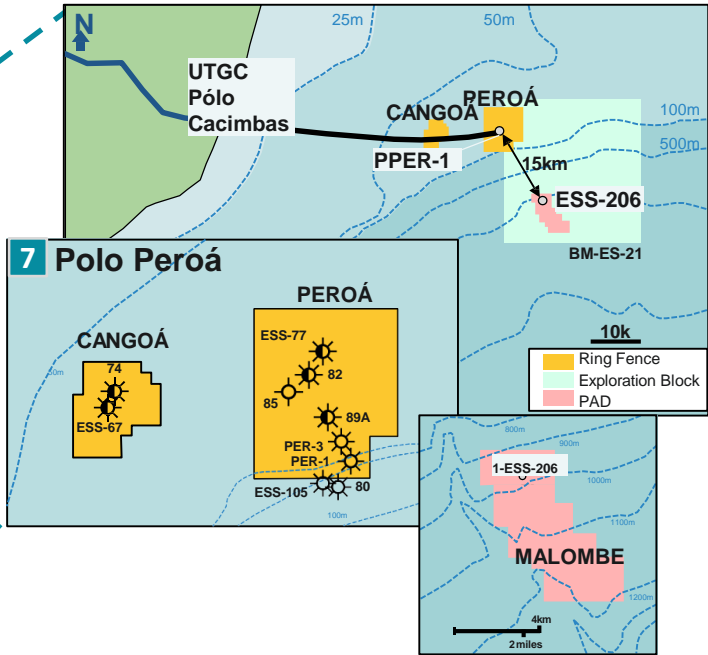 N
25m
50m
UTGC
Pólo
Cacimbas
CANGOÁ
PEROÁ
100m
500m
PPER-1
15km
ESS-206
BM-ES-21
10k
Ring Fence
Exploration Block
PAD
7 Polo Peroá
PEROÁ
CANGOÁ
ESS-77
74
82
50m
85
ESS-67
89A
PER-3
PER-1
ESS-105
80
100m
800m
900m
1-ESS-206
1000m
1100m
MALOMBE
1200m
4km
2 miles